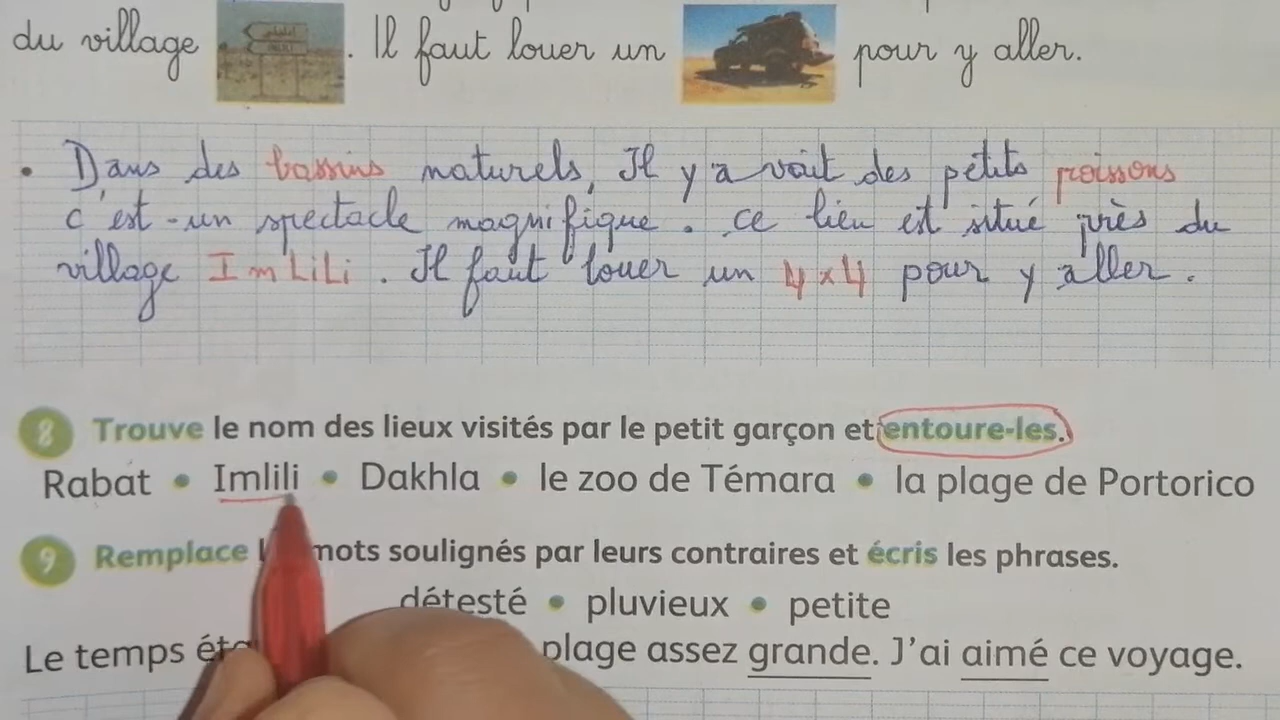 du village . Il faut louer un pour y aller.
• Dans des bassins naturels, Il y a vait des petits poissons
c'est-un spectacle magnifique. ce lieu est situé près du
village ImLiLi. Il faut louer un 4x4 pour y aller.
8 Trouve le nom des lieux visités par le petit garçon et entoure-les.
Rabat • Imlili • Dakhla • le zoo de Témara • la plage de Portorico
9 Remplace mots soulignés par leurs contraires et écris les phrases.
détesté • pluvieux • petite
Le temps plage assez grande. J'ai aimé ce voyage.